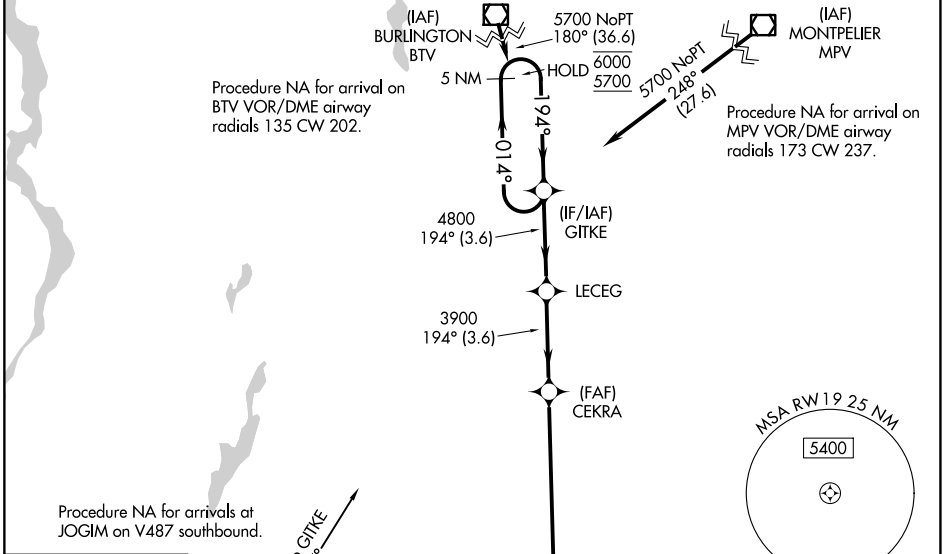 (IAF)
BURLINGTON
BTV
5700 NoPT
180° (36.6)
(IAF)
MONTPELIER
MPV
5 NM
HOLD
6000
5700
5700 NoPT
248°
(27.6)
Procedure NA for arrival on
BTV VOR/DME airway
radials 135 CW 202.
Procedure NA for arrival on
MPV VOR/DME airway
radials 173 CW 237.
194°
014°
(IF/IAF)
GITKE
4800
194° (3.6)
LECEG
3900
194° (3.6)
(FAF)
CEKRA
MSA RW19 25 NM
5400
Procedure NA for arrivals at
JOGIM on V487 southbound.
GITKE